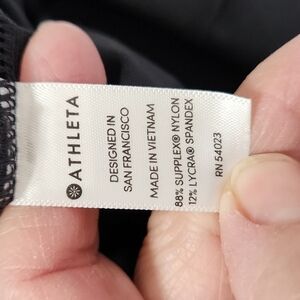 ATHLETA
DESIGNED IN
SAN FRANCISCO
MADE IN VIETNAM
88% SUPPLEX® NYLON
12% LYCRA® SPANDEX
RN 54023